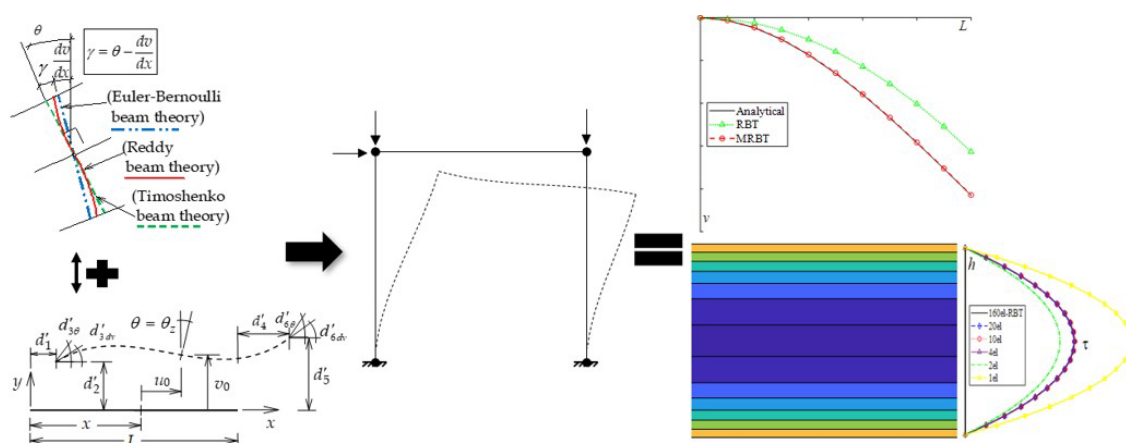 θ
dv
dx
γ
γ = θ − dv/dx
(Euler-Bernoulli
beam theory)
(Reddy
beam theory)
(Timoshenko
beam theory)
d′1
d′3θ
d′3dv
θ = θz
d′4
d′6θ
d′6dv
y
d′2
u0
v0
d′5
x
x
L
L
Analytical
RBT
MRBT
v
h
160el-RBT
20el
10el
4el
2el
1el
τ